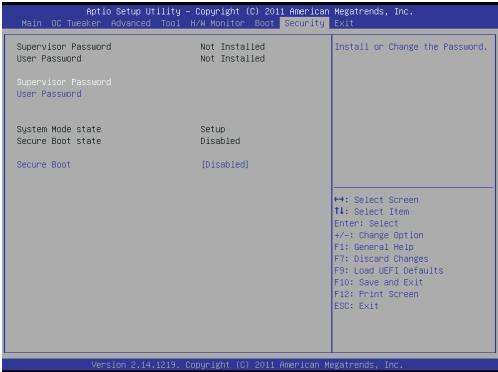 Aptio Setup Utility – Copyright (C) 2011 American Megatrends, Inc.
Main OC Tweaker Advanced Tool H/W Monitor Boot Security Exit
Supervisor Password Not Installed
User Password Not Installed
Supervisor Password
User Password
System Mode state Setup
Secure Boot state Disabled
Secure Boot [Disabled]
Install or Change the Password.
↔: Select Screen
↑↓: Select Item
Enter: Select
+/-: Change Option
F1: General Help
F7: Discard Changes
F9: Load UEFI Defaults
F10: Save and Exit
F12: Print Screen
ESC: Exit
Version 2.14.1219. Copyright (C) 2011 American Megatrends, Inc.